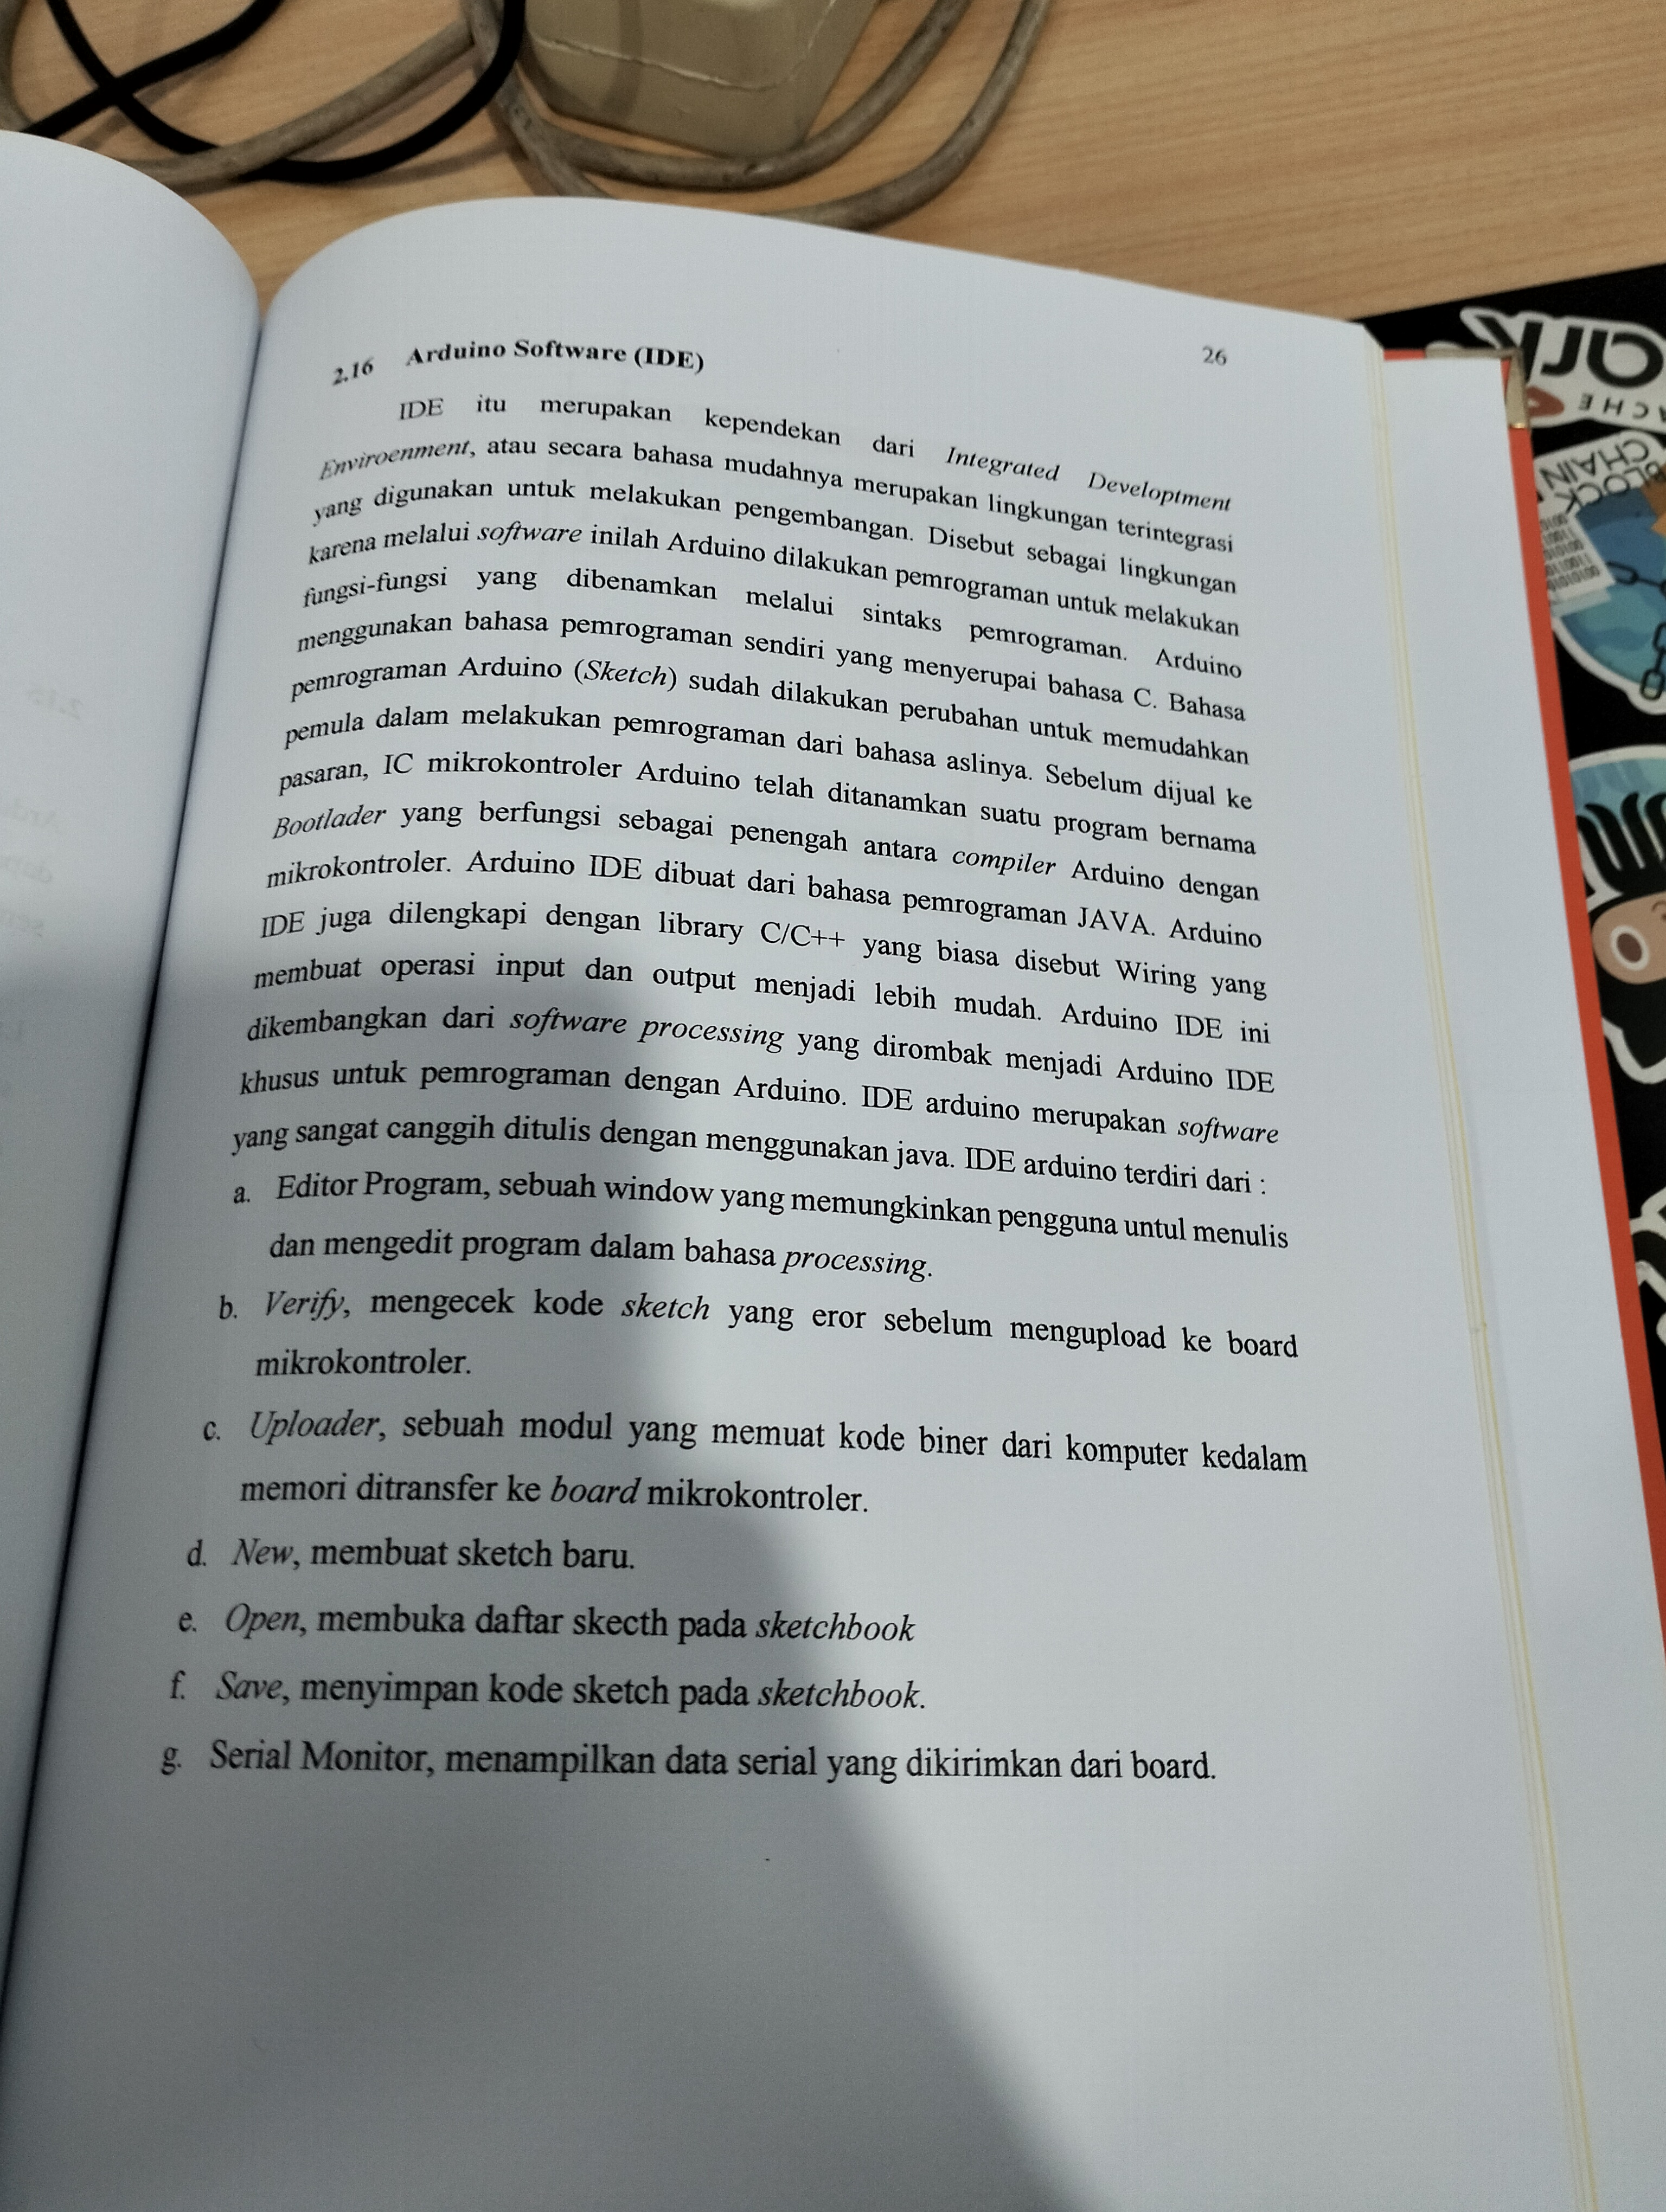 26
2.16 Arduino Software (IDE)
IDE itu merupakan kependekan dari Integrated Developtment
Enviroenment, atau secara bahasa mudahnya merupakan lingkungan terintegrasi
yang digunakan untuk melakukan pengembangan. Disebut sebagai lingkungan
karena melalui software inilah Arduino dilakukan pemrograman untuk melakukan
fungsi-fungsi yang dibenamkan melalui sintaks pemrograman. Arduino
menggunakan bahasa pemrograman sendiri yang menyerupai bahasa C. Bahasa
pemrograman Arduino (Sketch) sudah dilakukan perubahan untuk memudahkan
pemula dalam melakukan pemrograman dari bahasa aslinya. Sebelum dijual ke
pasaran, IC mikrokontroler Arduino telah ditanamkan suatu program bernama
Bootlader yang berfungsi sebagai penengah antara compiler Arduino dengan
mikrokontroler. Arduino IDE dibuat dari bahasa pemrograman JAVA. Arduino
IDE juga dilengkapi dengan library C/C++ yang biasa disebut Wiring yang
membuat operasi input dan output menjadi lebih mudah. Arduino IDE ini
dikembangkan dari software processing yang dirombak menjadi Arduino IDE
khusus untuk pemrograman dengan Arduino. IDE arduino merupakan software
yang sangat canggih ditulis dengan menggunakan java. IDE arduino terdiri dari :
a. Editor Program, sebuah window yang memungkinkan pengguna untul menulis
dan mengedit program dalam bahasa processing.
b. Verify, mengecek kode sketch yang eror sebelum mengupload ke board
mikrokontroler.
c. Uploader, sebuah modul yang memuat kode biner dari komputer kedalam
memori ditransfer ke board mikrokontroler.
d. New, membuat sketch baru.
e. Open, membuka daftar skecth pada sketchbook
f. Save, menyimpan kode sketch pada sketchbook.
g. Serial Monitor, menampilkan data serial yang dikirimkan dari board.
BLOCK
CHAIN